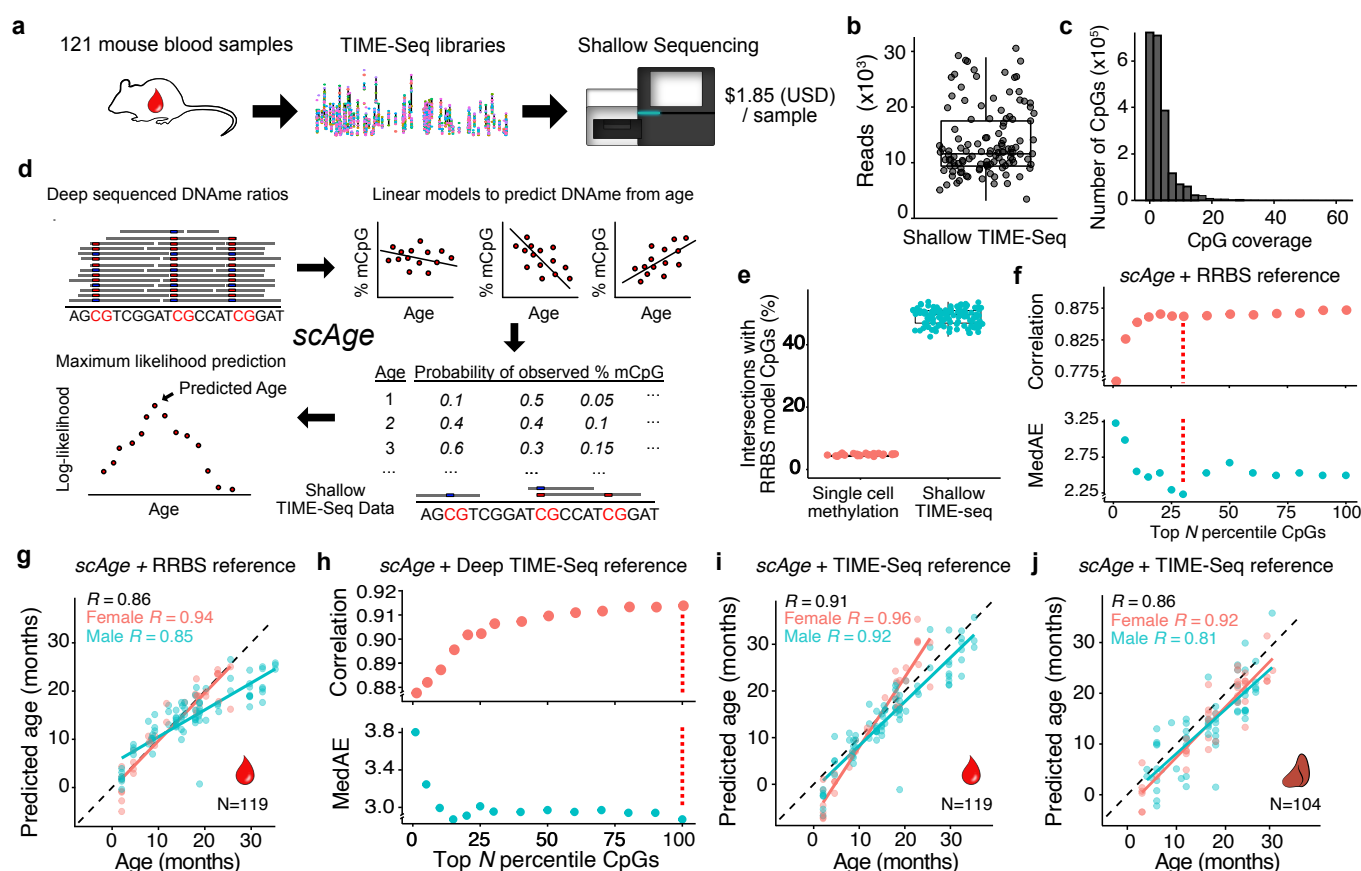 a
121 mouse blood samples
TIME-Seq libraries
Shallow Sequencing
$1.85 (USD)
/ sample
b
Reads (x10³)
30
20
10
0
Shallow TIME-Seq
c
Number of CpGs (x10⁵)
6
4
2
0
0 20 40 60
CpG coverage
d
Deep sequenced DNAme ratios
AGCGTCGGATCGCCATCGGAT
Linear models to predict DNAme from age
% mCpG
Age
% mCpG
Age
% mCpG
Age
scAge
Maximum likelihood prediction
Predicted Age
Log-likelihood
Age
Age Probability of observed % mCpG
1 0.1 0.5 0.05 ...
2 0.4 0.4 0.1 ...
3 0.6 0.3 0.15 ...
... ... ...
Shallow
TIME-Seq Data
AGCGTCGGATCGCCATCGGAT
e
Intersections with
RRBS model CpGs (%)
40
20
0
Single cell
methylation
Shallow
TIME-seq
f
scAge + RRBS reference
Correlation
0.875
0.825
0.775
MedAE
3.25
2.75
2.25
0 25 50 75 100
Top N percentile CpGs
g
scAge + RRBS reference
R = 0.86
Female R = 0.94
Male R = 0.85
Predicted age (months)
30
20
10
0
N=119
0 10 20 30
Age (months)
h
scAge + Deep TIME-Seq reference
Correlation
0.92
0.91
0.90
0.89
0.88
MedAE
3.8
3.4
3.0
0 25 50 75 100
Top N percentile CpGs
i
scAge + TIME-Seq reference
R = 0.91
Female R = 0.96
Male R = 0.92
Predicted age (months)
30
20
10
0
N=119
0 10 20 30
Age (months)
j
scAge + TIME-Seq reference
R = 0.86
Female R = 0.92
Male R = 0.81
Predicted age (months)
30
20
10
0
N=104
0 10 20 30
Age (months)